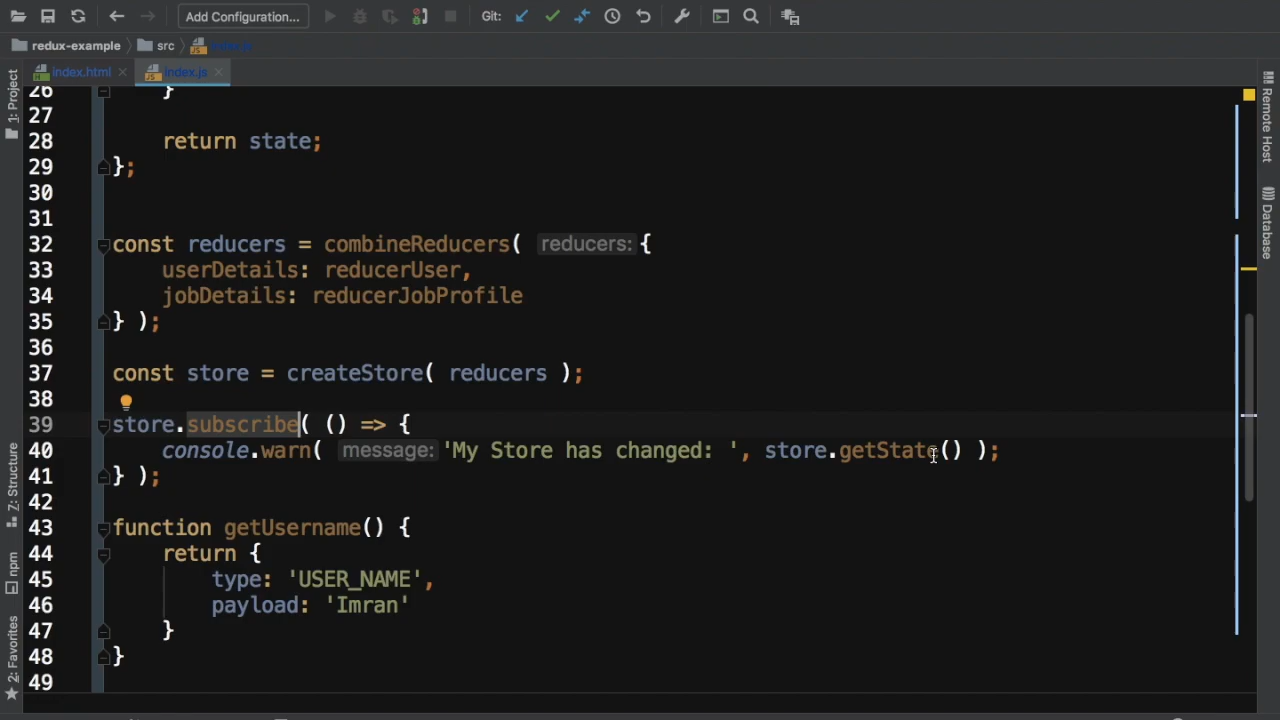 Add Configuration...
Git:
redux-example
src
index.js
index.html
index.js
1: Project
Z: Structure
npm
2: Favorites
26 }
27
28 return state;
29 };
30
31
32 const reducers = combineReducers( reducers: {
33 userDetails: reducerUser,
34 jobDetails: reducerJobProfile
35 } );
36
37 const store = createStore( reducers );
38
39 store.subscribe( () => {
40 console.warn( message: 'My Store has changed: ', store.getState() );
41 } );
42
43 function getUsername() {
44 return {
45 type: 'USER_NAME',
46 payload: 'Imran'
47 }
48 }
49
Remote Host
Database